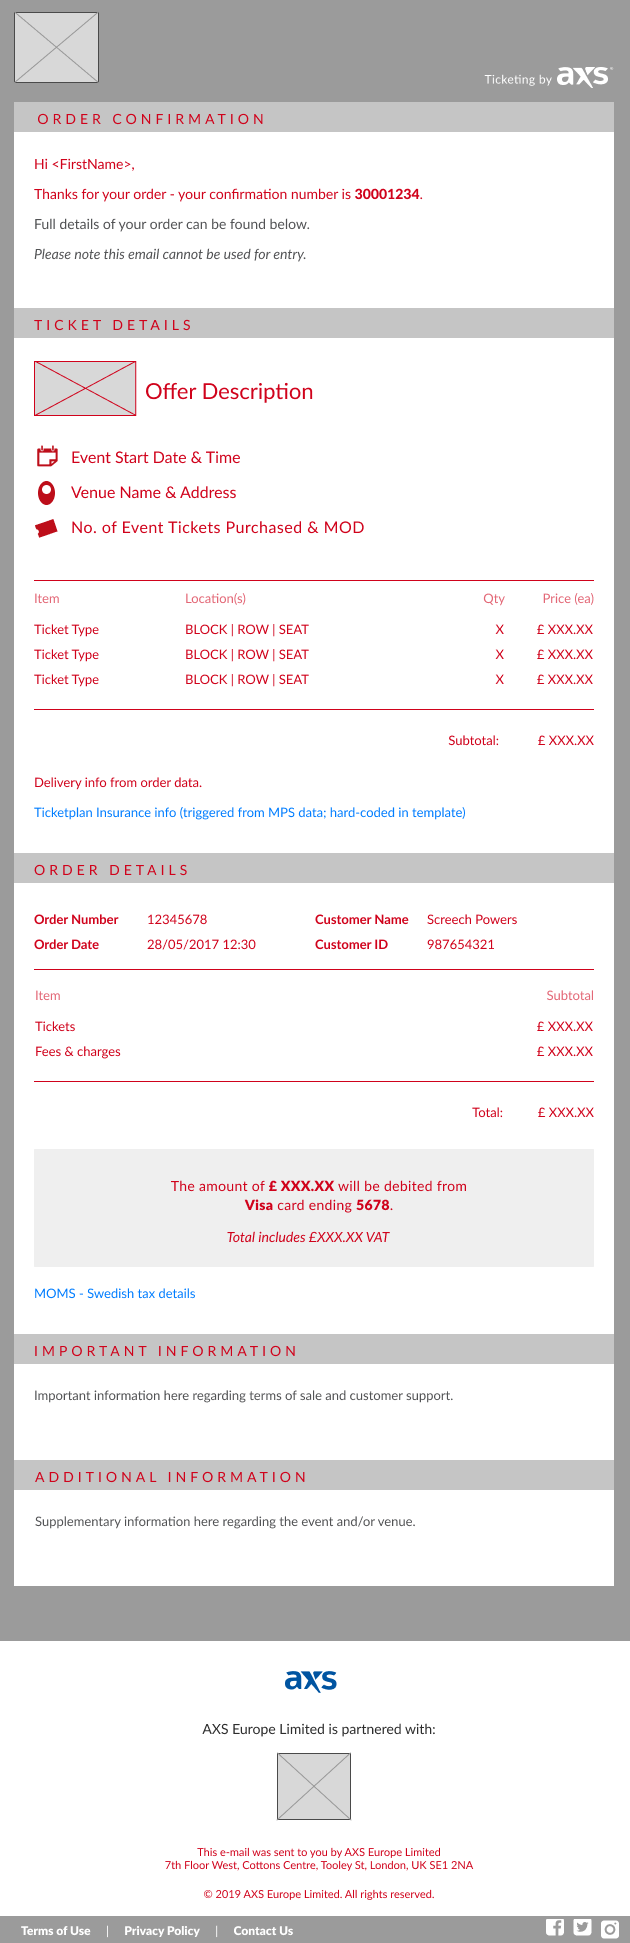 Ticketing by axs
ORDER CONFIRMATION
Hi <FirstName>,
Thanks for your order - your confirmation number is 30001234.
Full details of your order can be found below.
Please note this email cannot be used for entry.
TICKET DETAILS
Offer Description
Event Start Date & Time
Venue Name & Address
No. of Event Tickets Purchased & MOD
Item Location(s) Qty Price (ea)
Ticket Type BLOCK | ROW | SEAT X £ XXX.XX
Ticket Type BLOCK | ROW | SEAT X £ XXX.XX
Ticket Type BLOCK | ROW | SEAT X £ XXX.XX
Subtotal: £ XXX.XX
Delivery info from order data.
Ticketplan Insurance info (triggered from MPS data; hard-coded in template)
ORDER DETAILS
Order Number 12345678 Customer Name Screech Powers
Order Date 28/05/2017 12:30 Customer ID 987654321
Item Subtotal
Tickets £ XXX.XX
Fees & charges £ XXX.XX
Total: £ XXX.XX
The amount of £ XXX.XX will be debited from
Visa card ending 5678.
Total includes £XXX.XX VAT
MOMS - Swedish tax details
IMPORTANT INFORMATION
Important information here regarding terms of sale and customer support.
ADDITIONAL INFORMATION
Supplementary information here regarding the event and/or venue.
axs
AXS Europe Limited is partnered with:
This e-mail was sent to you by AXS Europe Limited
7th Floor West, Cottons Centre, Tooley St, London, UK SE1 2NA
© 2019 AXS Europe Limited. All rights reserved.
Terms of Use | Privacy Policy | Contact Us